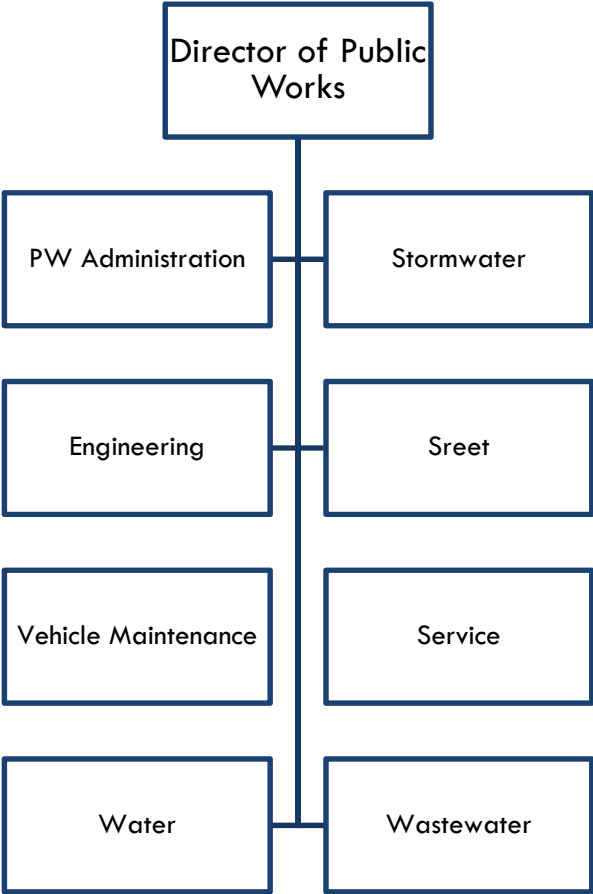 Director of Public
Works
PW Administration
Stormwater
Engineering
Sreet
Vehicle Maintenance
Service
Water
Wastewater